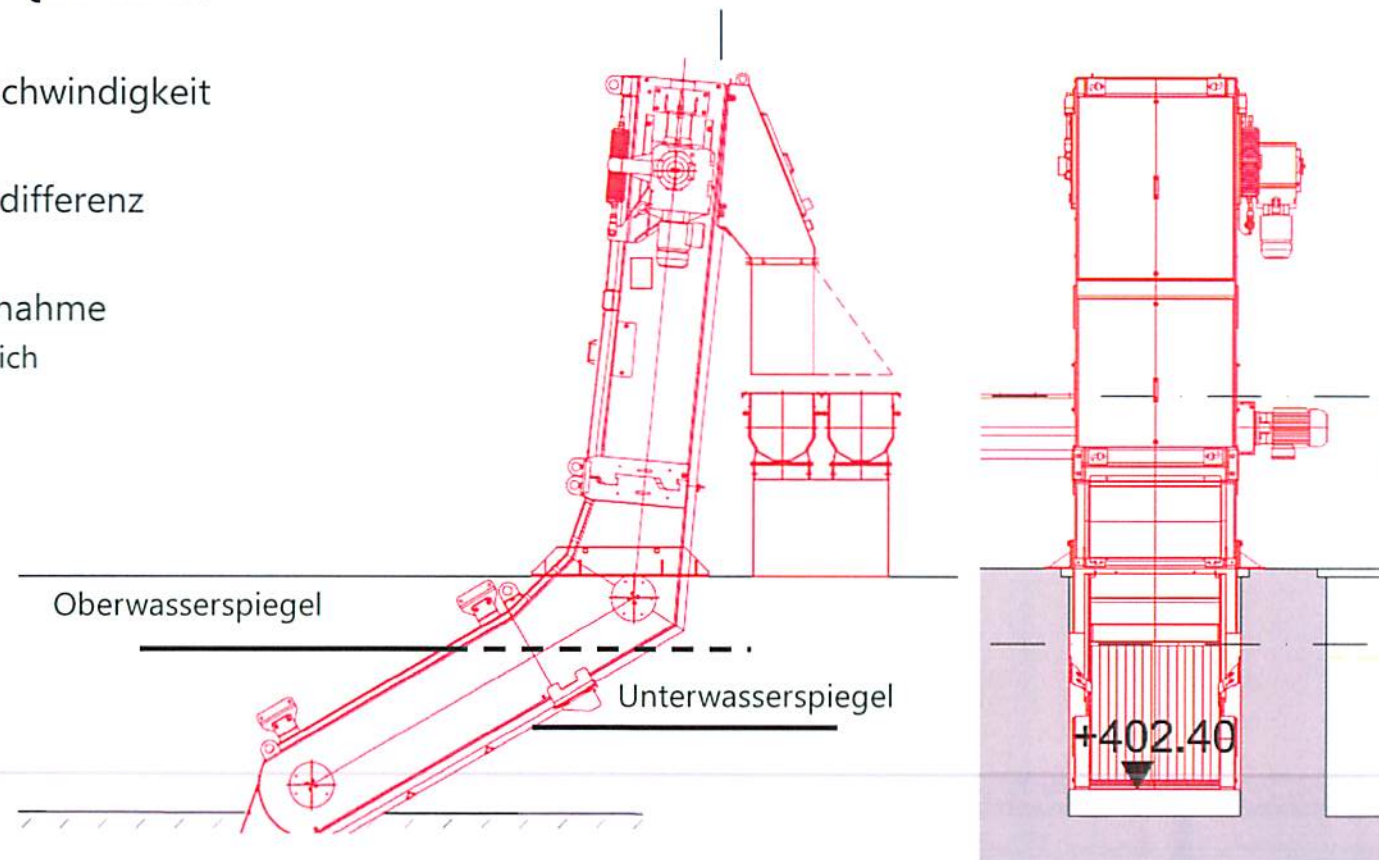 chwindigkeit
differenz
nahme
ich
Oberwasserspiegel
Unterwasserspiegel
+402.40